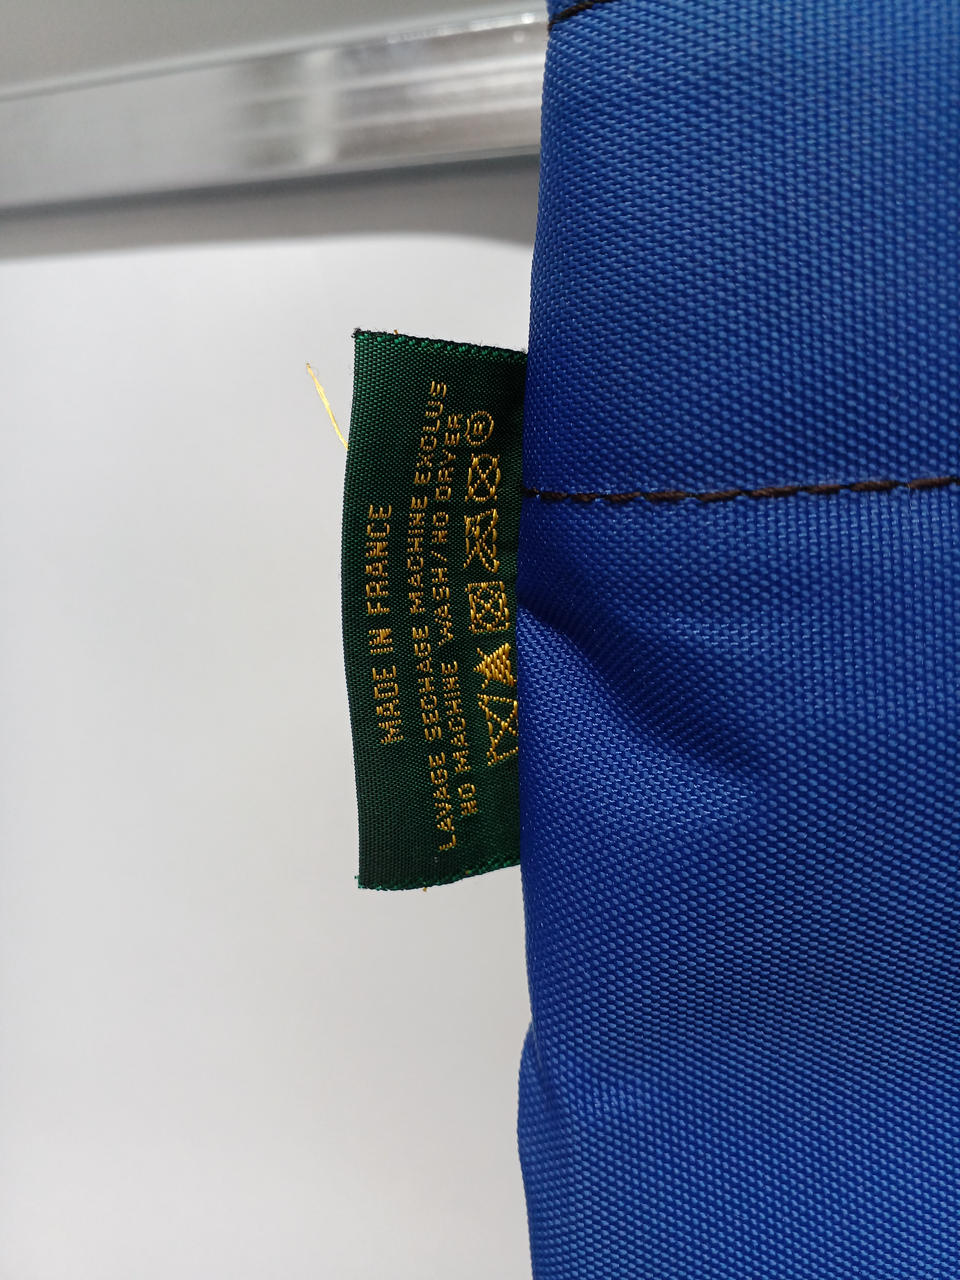 MADE IN FRANCE
LAVAGE SECHAGE MACHINE EXCLUS
NO MACHINE WASH / NO DRYER
®